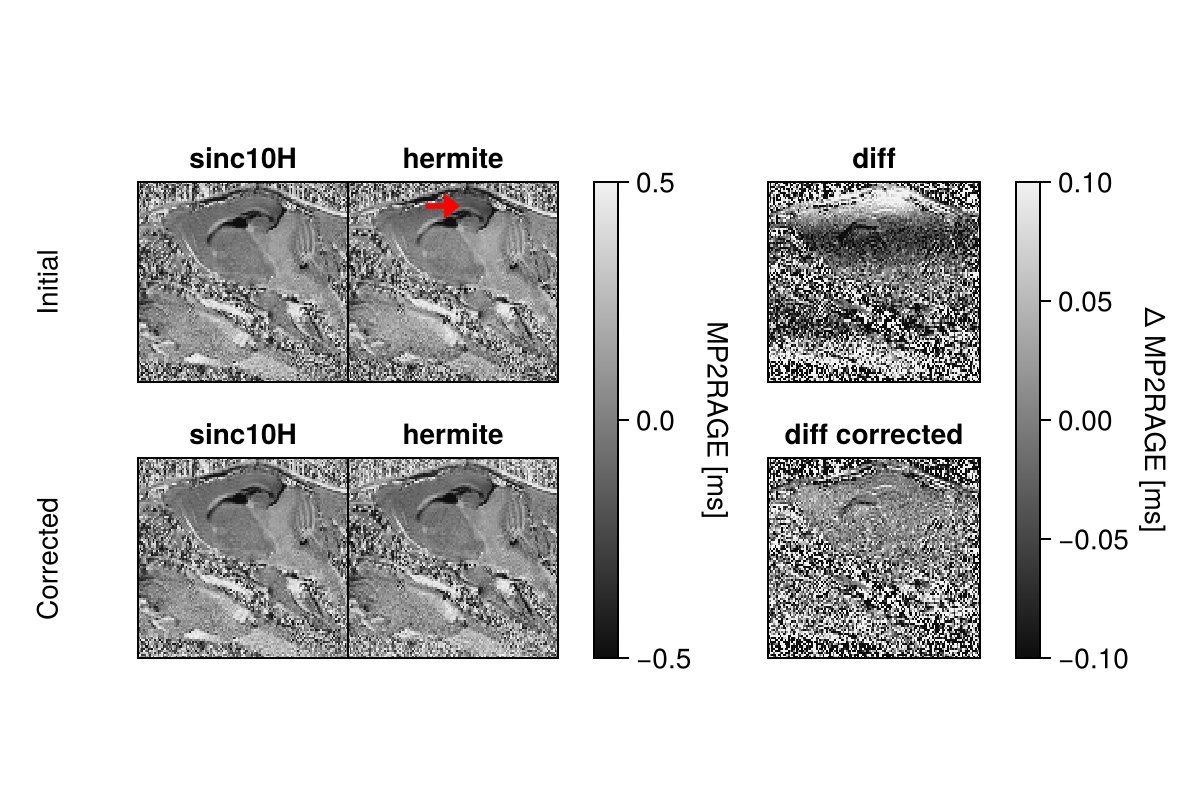 sinc10H hermite diff
Initial
0.5
0.0
−0.5
MP2RAGE [ms]
0.10
0.05
0.00
−0.05
−0.10
Δ MP2RAGE [ms]
sinc10H hermite diff corrected
Corrected